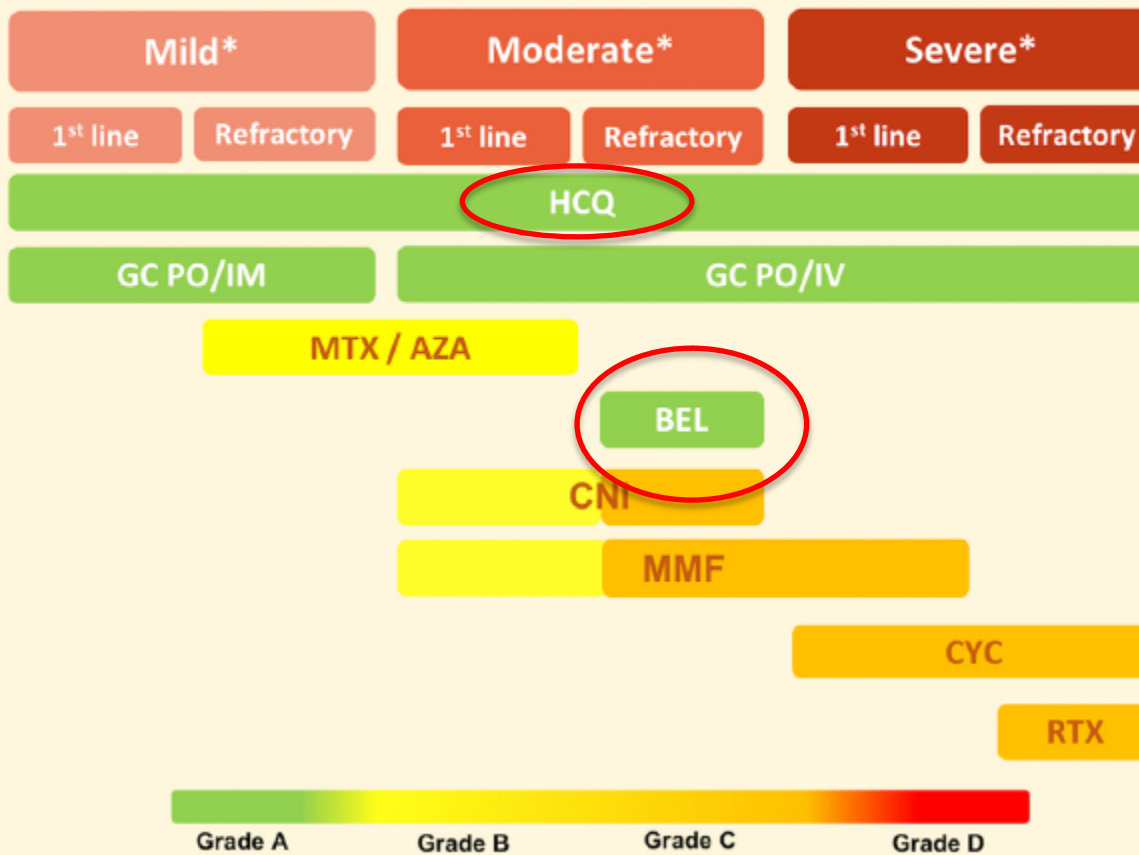 Mild* Moderate* Severe*
1st line Refractory 1st line Refractory 1st line Refractory
HCQ
GC PO/IM GC PO/IV
MTX / AZA
BEL
CNI
MMF
CYC
RTX
Grade A Grade B Grade C Grade D